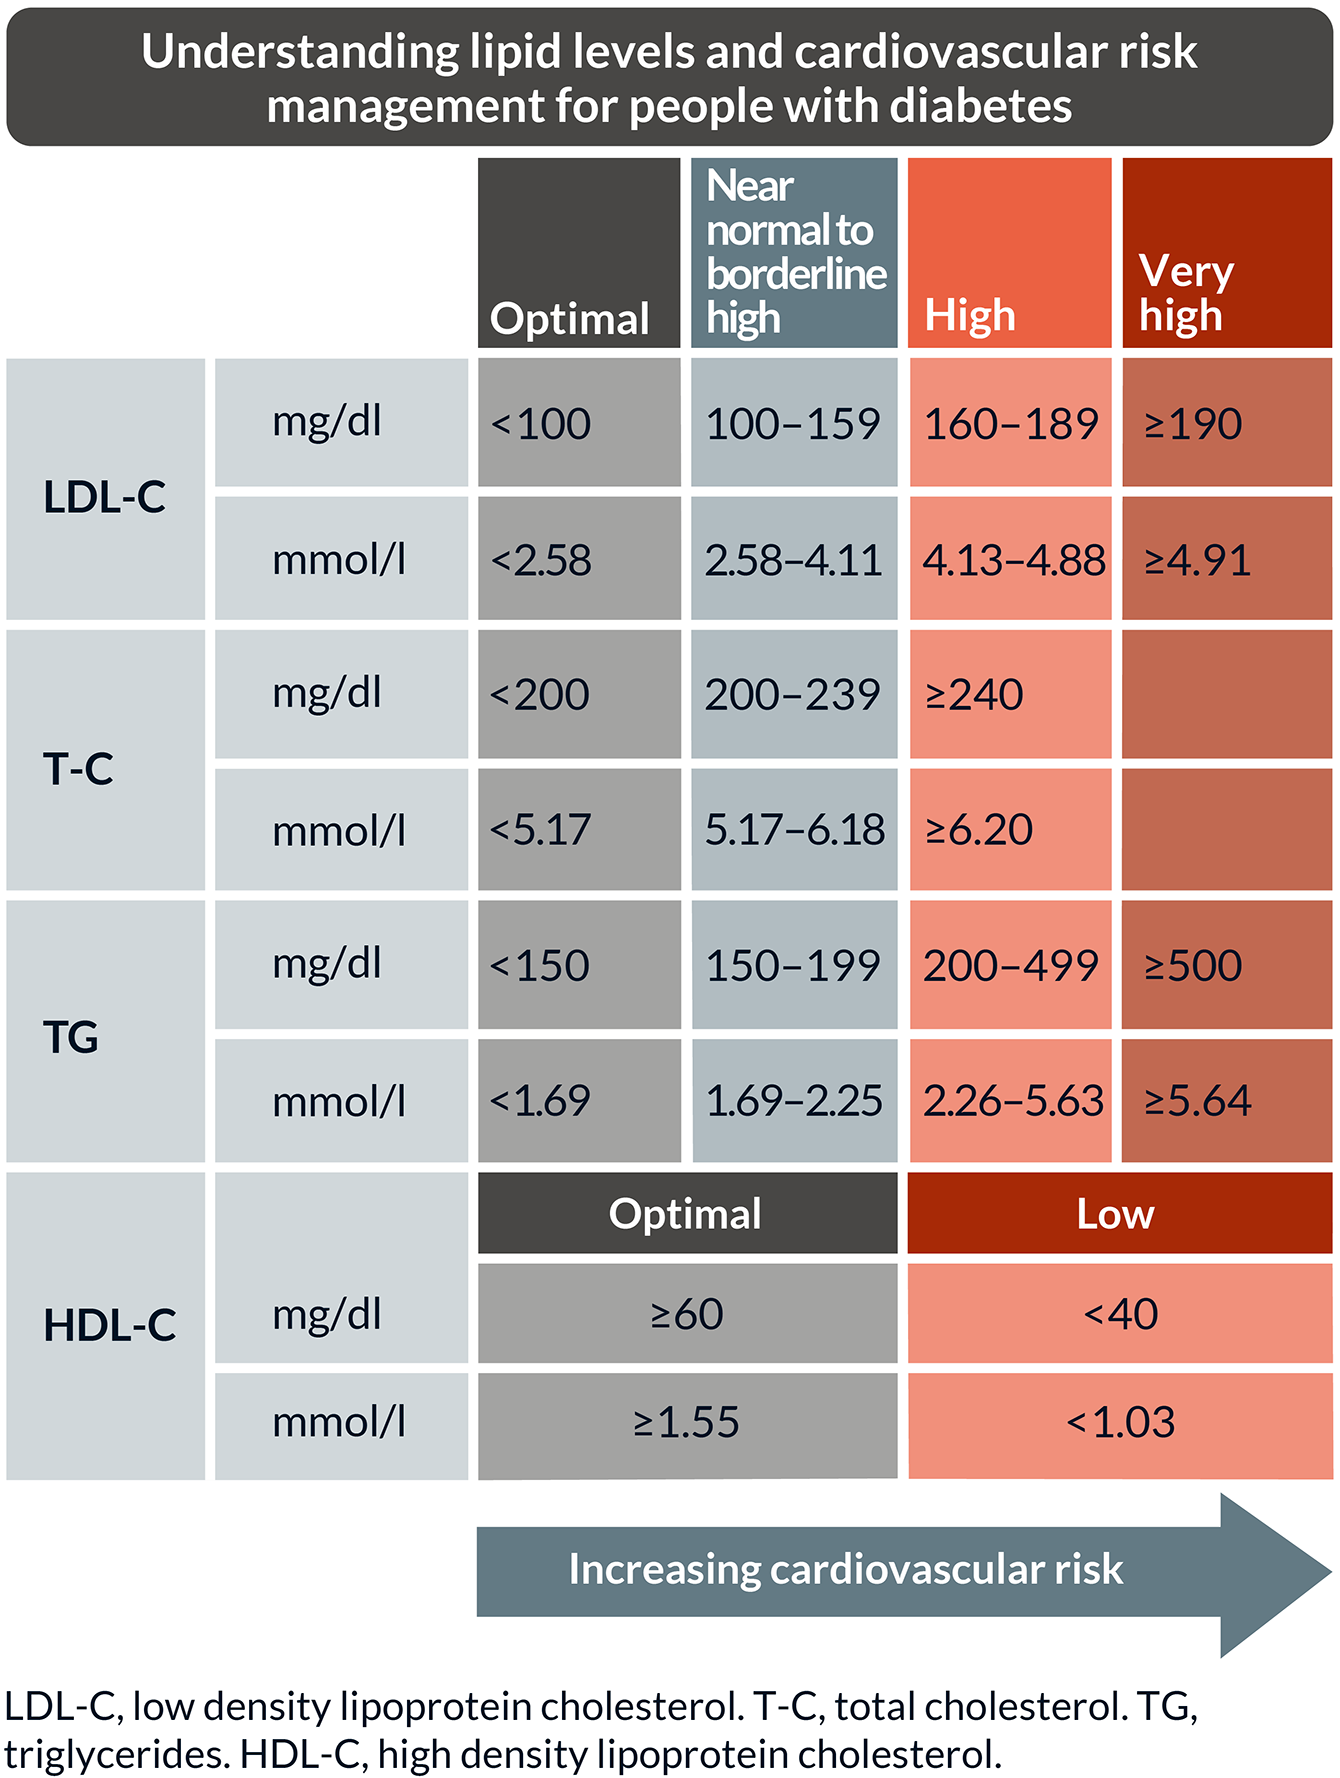 Understanding lipid levels and cardiovascular risk
management for people with diabetes
Optimal
Near
normal to
borderline
high
High
Very
high
LDL-C
mg/dl
<100
100–159
160–189
≥190
mmol/l
<2.58
2.58–4.11
4.13–4.88
≥4.91
T-C
mg/dl
<200
200–239
≥240
mmol/l
<5.17
5.17–6.18
≥6.20
TG
mg/dl
<150
150–199
200–499
≥500
mmol/l
<1.69
1.69–2.25
2.26–5.63
≥5.64
HDL-C
Optimal
Low
mg/dl
≥60
<40
mmol/l
≥1.55
<1.03
Increasing cardiovascular risk
LDL-C, low density lipoprotein cholesterol. T-C, total cholesterol. TG,
triglycerides. HDL-C, high density lipoprotein cholesterol.